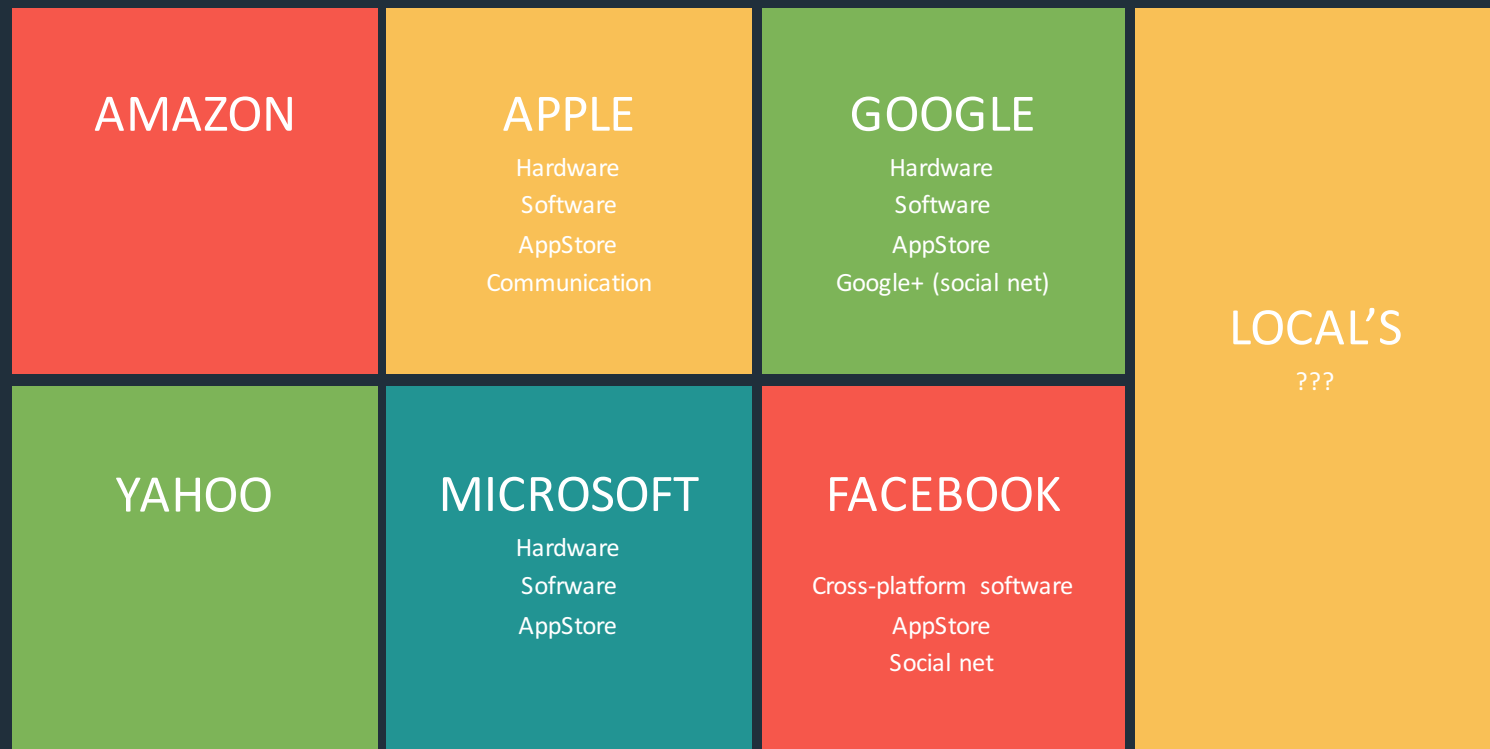 AMAZON
APPLE
Hardware
Software
AppStore
Communication
GOOGLE
Hardware
Software
AppStore
Google+ (social net)
LOCAL’S
???
YAHOO
MICROSOFT
Hardware
Sofrware
AppStore
FACEBOOK
Cross-platform software
AppStore
Social net